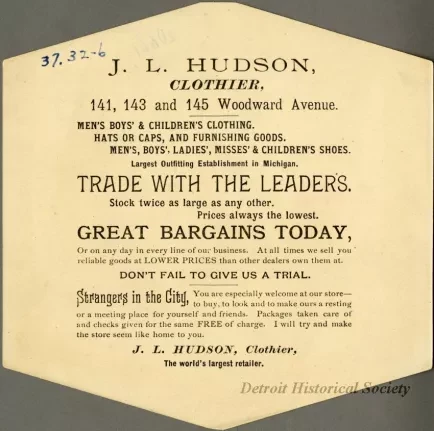 37.32-6
J. L. HUDSON,
CLOTHIER,
141, 143 and 145 Woodward Avenue.
MEN'S BOYS' & CHILDREN'S CLOTHING.
HATS OR CAPS, AND FURNISHING GOODS.
MEN'S, BOYS', LADIES', MISSES' & CHILDREN'S SHOES.
Largest Outfitting Establishment in Michigan.
TRADE WITH THE LEADERS.
Stock twice as large as any other.
Prices always the lowest.
GREAT BARGAINS TODAY,
Or on any day in every line of our business. At all times we sell you
reliable goods at LOWER PRICES than other dealers own them at.
DON'T FAIL TO GIVE US A TRIAL.
Strangers in the City, You are especially welcome at our store—
to buy, to look and to make ours a resting
or a meeting place for yourself and friends. Packages taken care of
and checks given for the same FREE of charge. I will try and make
the store seem like home to you.
J. L. HUDSON, Clothier,
The world's largest retailer.
Detroit Historical Society